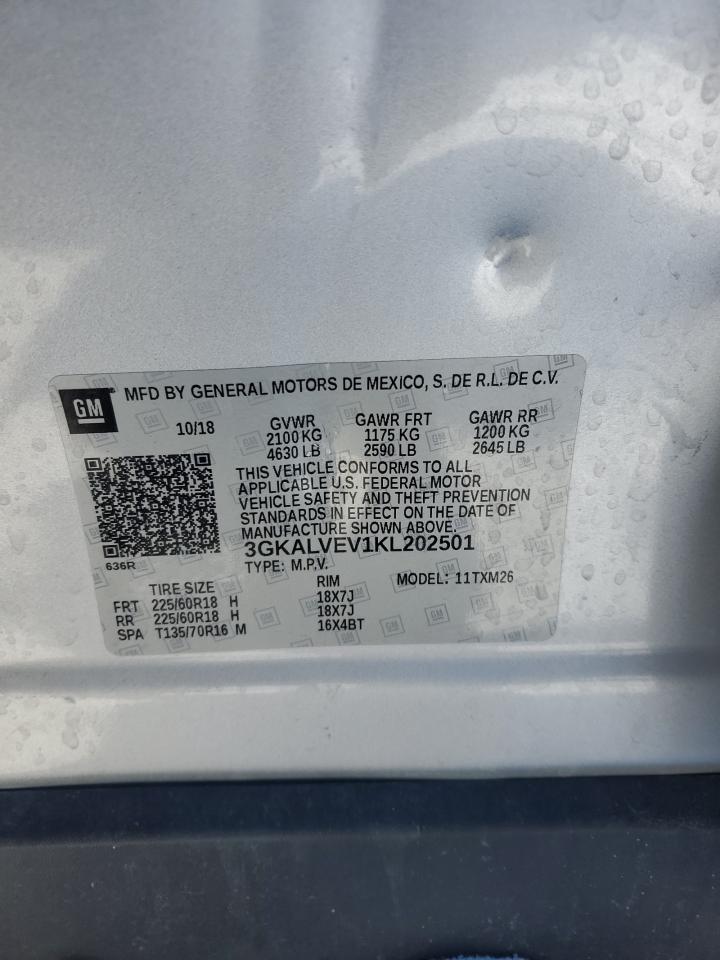 GM
MFD BY GENERAL MOTORS DE MEXICO, S. DE R.L. DE C.V.
10/18 GVWR GAWR FRT GAWR RR
2100 KG 1175 KG 1200 KG
4630 LB 2590 LB 2645 LB
THIS VEHICLE CONFORMS TO ALL
APPLICABLE U.S. FEDERAL MOTOR
VEHICLE SAFETY AND THEFT PREVENTION
STANDARDS IN EFFECT ON THE DATE OF
MANUFACTURE SHOWN ABOVE.
636R
3GKALVEV1KL202501
TYPE: M.P.V.
TIRE SIZE RIM MODEL: 11TXM26
FRT 225/60R18 H 18X7J
RR 225/60R18 H 18X7J
SPA T135/70R16 M 16X4BT